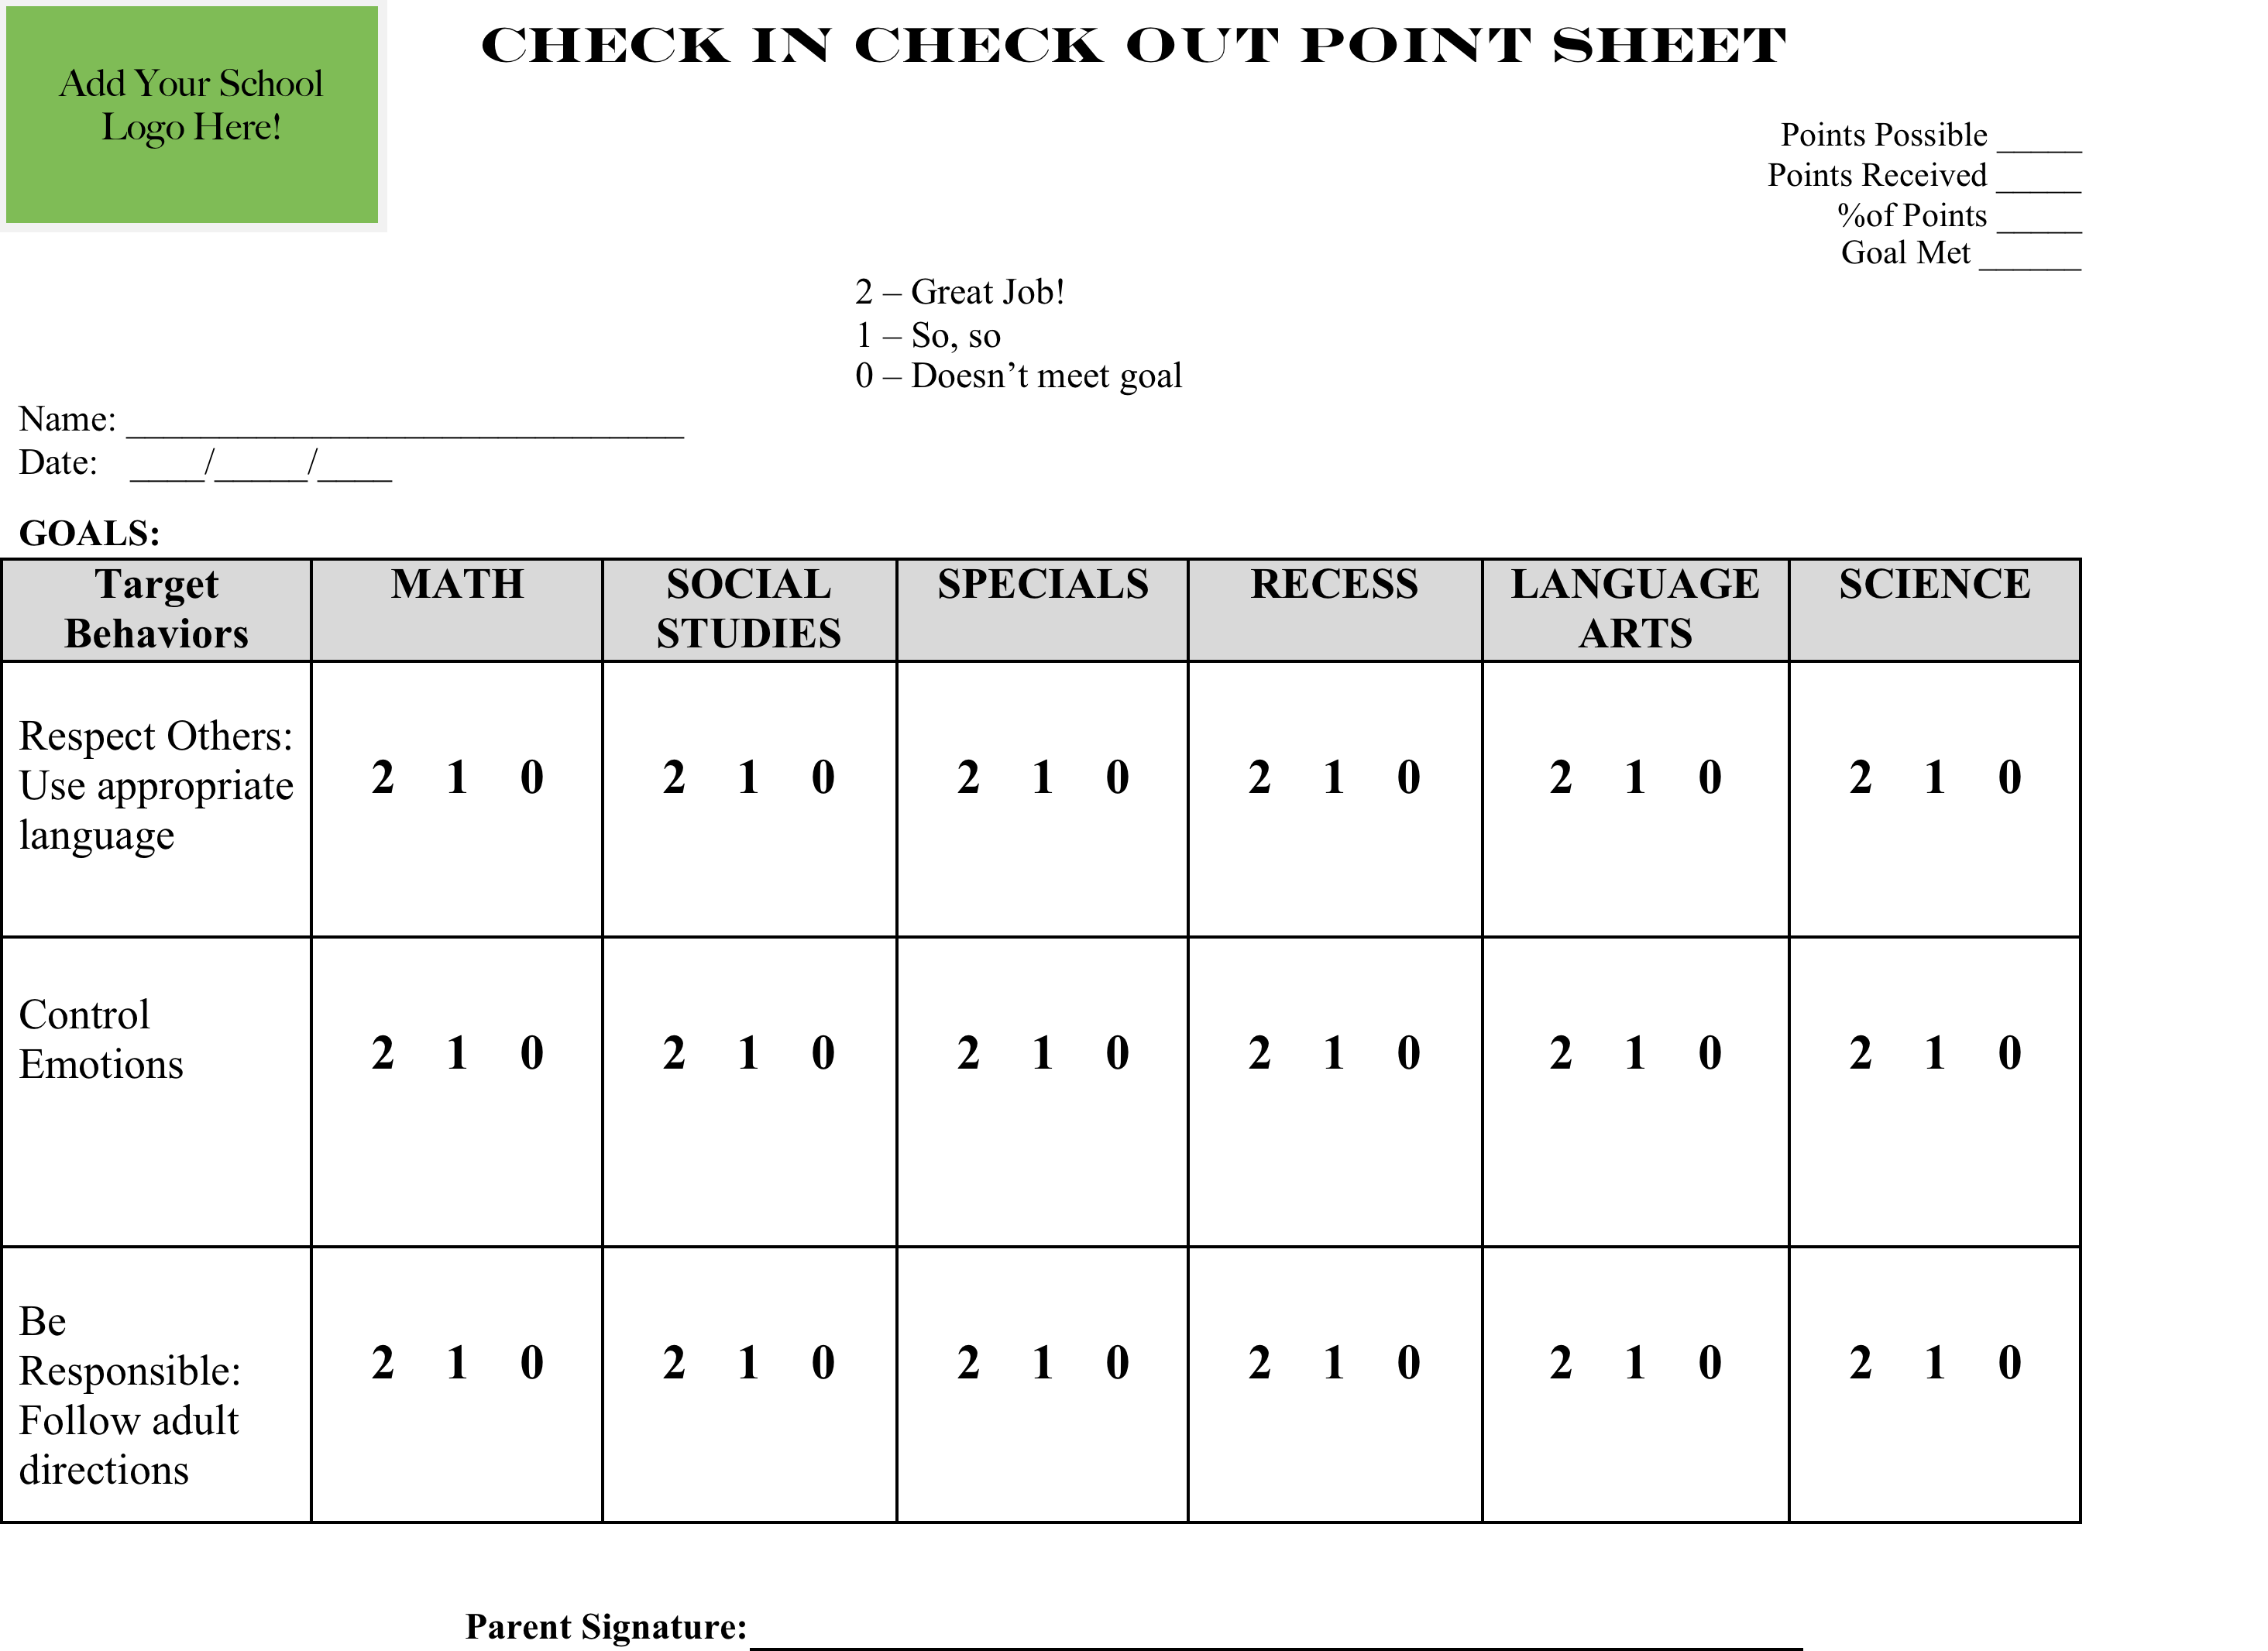 Add Your School
Logo Here!
CHECK IN CHECK OUT POINT SHEET
Points Possible _____
Points Received _____
%of Points _____
Goal Met ______
2 – Great Job!
1 – So, so
0 – Doesn’t meet goal
Name: ______________________________
Date: ____/_____/____
GOALS:
Target Behaviors MATH SOCIAL STUDIES SPECIALS RECESS LANGUAGE ARTS SCIENCE
Respect Others:
Use appropriate
language
2 1 0 2 1 0 2 1 0 2 1 0 2 1 0 2 1 0
Control
Emotions
2 1 0 2 1 0 2 1 0 2 1 0 2 1 0 2 1 0
Be
Responsible:
Follow adult
directions
2 1 0 2 1 0 2 1 0 2 1 0 2 1 0 2 1 0
Parent Signature: